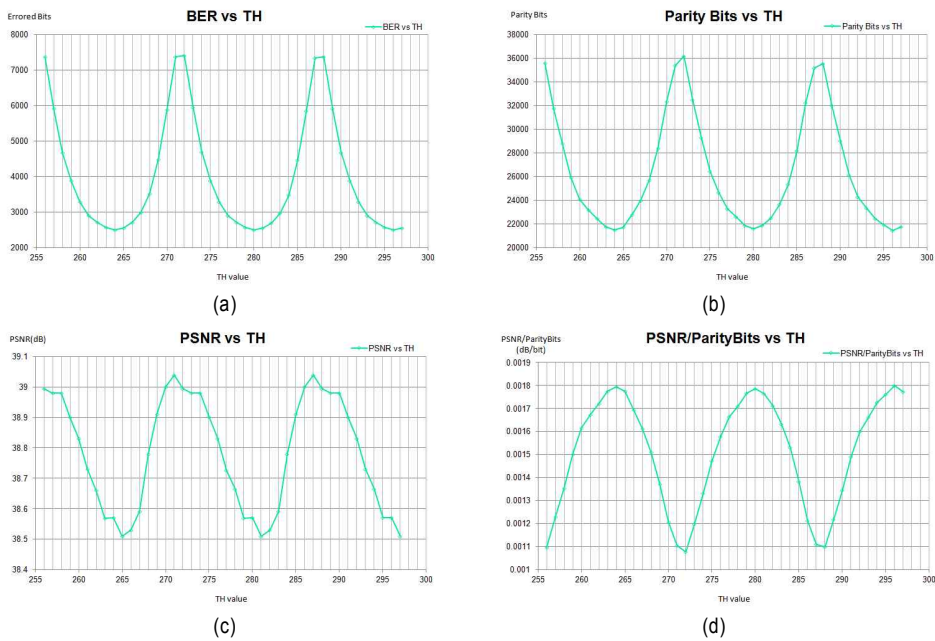 Errored Bits
BER vs TH
BER vs TH
8000
7000
6000
5000
4000
3000
2000
255 260 265 270 275 280 285 290 295 300
TH value
(a)
Parity Bits
Parity Bits vs TH
Parity Bits vs TH
38000
36000
34000
32000
30000
28000
26000
24000
22000
20000
255 260 265 270 275 280 285 290 295 300
TH value
(b)
PSNR(dB)
PSNR vs TH
PSNR vs TH
39.1
39
38.9
38.8
38.7
38.6
38.5
38.4
255 260 265 270 275 280 285 290 295 300
TH value
(c)
PSNR/ParityBits
(dB/bit)
PSNR/ParityBits vs TH
PSNR/ParityBits vs TH
0.0019
0.0018
0.0017
0.0016
0.0015
0.0014
0.0013
0.0012
0.0011
0.001
255 260 265 270 275 280 285 290 295 300
TH value
(d)